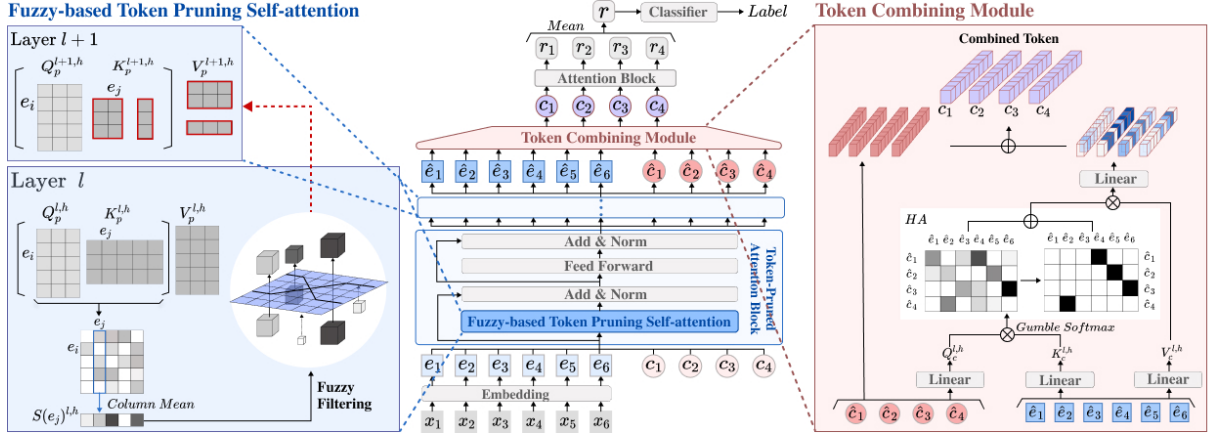 Fuzzy-based Token Pruning Self-attention
Layer l + 1
Q_p^{l+1,h} K_p^{l+1,h} V_p^{l+1,h}
e_j
e_i
Layer l
Q_p^{l,h} K_p^{l,h} V_p^{l,h}
e_j
e_i
e_j
e_i
Column Mean
S(e_j)^{l,h}
Fuzzy
Filtering
r Classifier Label
Mean
r_1 r_2 r_3 r_4
Attention Block
c_1 c_2 c_3 c_4
Token Combining Module
ê_1 ê_2 ê_3 ê_4 ê_5 ê_6 ĉ_1 ĉ_2 ĉ_3 ĉ_4
Add & Norm
Feed Forward
Add & Norm
Fuzzy-based Token Pruning Self-attention
Token-Pruned
Attention Block
e_1 e_2 e_3 e_4 e_5 e_6 c_1 c_2 c_3 c_4
Embedding
x_1 x_2 x_3 x_4 x_5 x_6
Token Combining Module
Combined Token
c_1 c_2 c_3 c_4
Linear
HA
ê_1 ê_2 ê_3 ê_4 ê_5 ê_6 ê_1 ê_2 ê_3 ê_4 ê_5 ê_6
ĉ_1 ĉ_1
ĉ_2 ĉ_2
ĉ_3 ĉ_3
ĉ_4 ĉ_4
Gumble Softmax
Q_c^{l,h} K_c^{l,h} V_c^{l,h}
Linear Linear Linear
ĉ_1 ĉ_2 ĉ_3 ĉ_4 ê_1 ê_2 ê_3 ê_4 ê_5 ê_6